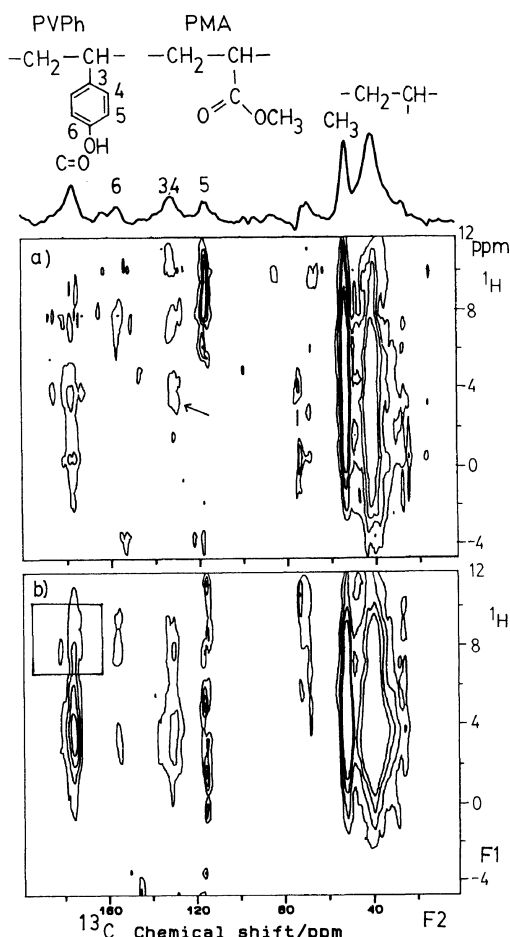 PVPh PMA
-CH2-CH- -CH2-CH-
3
4
5
6
OH
C
O
OCH3
-CH2-CH-
C=O
6
3,4
5
CH3
a)
12
ppm
1H
8
4
0
-4
b)
12
1H
8
4
0
F1
-4
160 120 80 40
13C Chemical shift/ppm F2